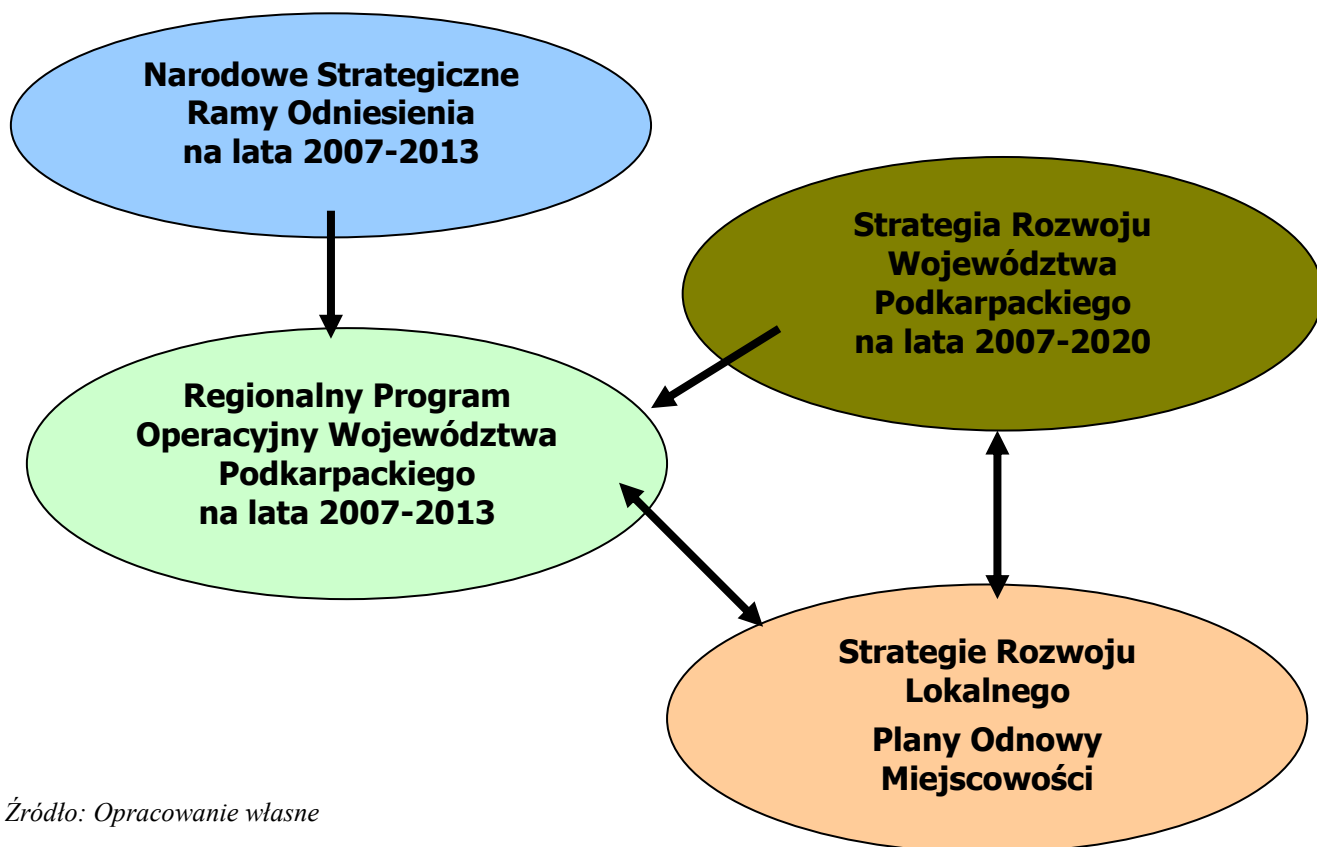 Narodowe Strategiczne
Ramy Odniesienia
na lata 2007-2013
Strategia Rozwoju
Województwa
Podkarpackiego
na lata 2007-2020
Regionalny Program
Operacyjny Województwa
Podkarpackiego
na lata 2007-2013
Strategie Rozwoju
Lokalnego
Plany Odnowy
Miejscowości
Źródło: Opracowanie własne